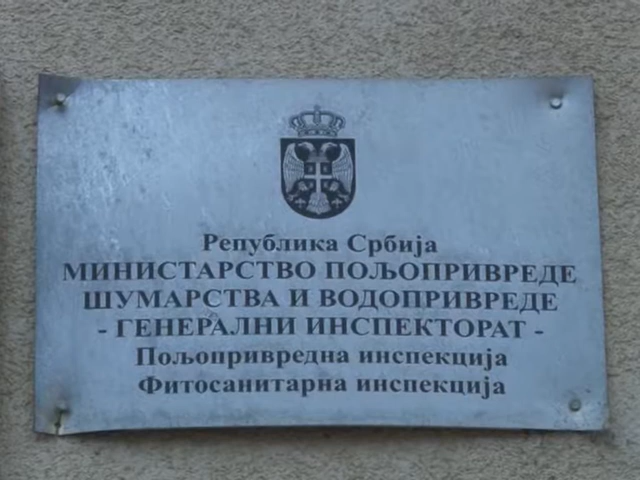 Република Србија
МИНИСТАРСТВО ПОЉОПРИВРЕДЕ
ШУМАРСТВА И ВОДОПРИВРЕДЕ
- ГЕНЕРАЛНИ ИНСПЕКТОРАТ -
Пољопривредна инспекција
Фитосанитарна инспекција